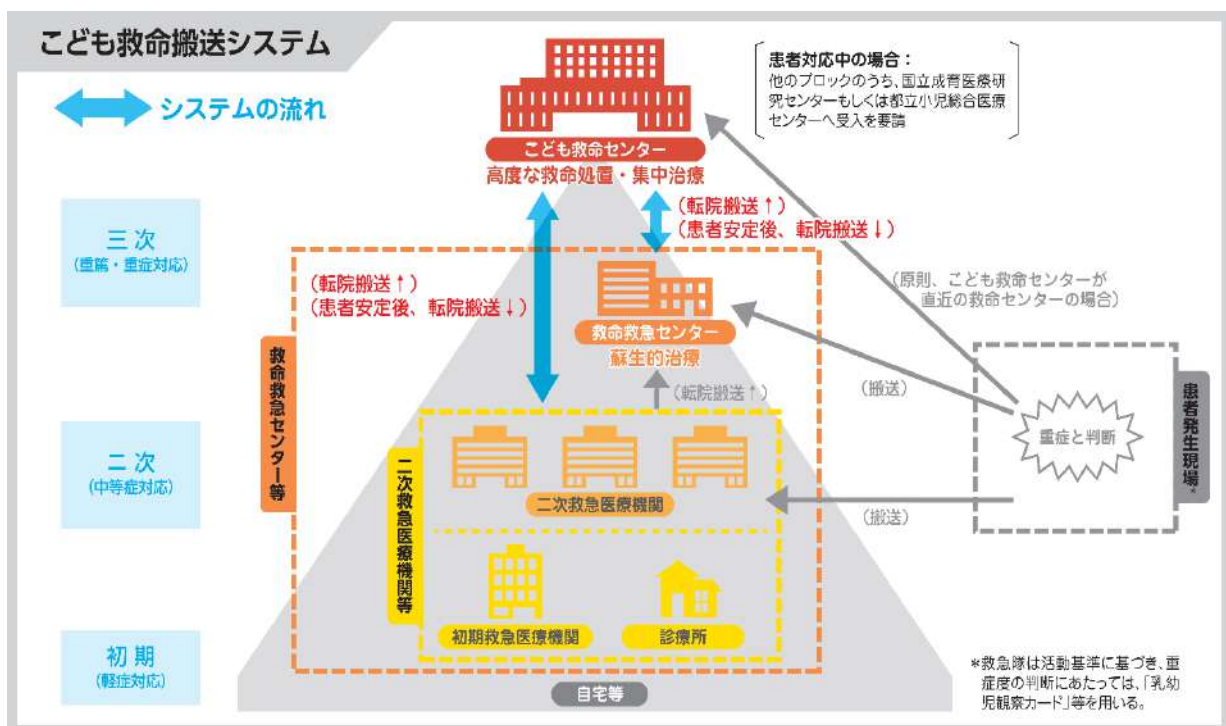 こども救命搬送システム
システムの流れ
こども救命センター
高度な救命処置・集中治療
患者対応中の場合：
他のブロックのうち、国立成育医療研
究センターもしくは都立小児総合医療
センターへ受入を要請
三次
（重篤・重症対応）
（転院搬送↑）
（患者安定後、転院搬送↓）
（転院搬送↑）
（患者安定後、転院搬送↓）
（原則、こども救命センターが
直近の救命センターの場合）
救命救急センター
蘇生的治療
救命救急センター等
（転院搬送↑）
（搬送）
重症と判断
患者発生現場*
二次
（中等症対応）
二次救急医療機関等
二次救急医療機関
（搬送）
初期救急医療機関
診療所
初期
（軽症対応）
自宅等
*救急隊は活動基準に基づき、重
症度の判断にあたっては、「乳幼
児観察カード」等を用いる。